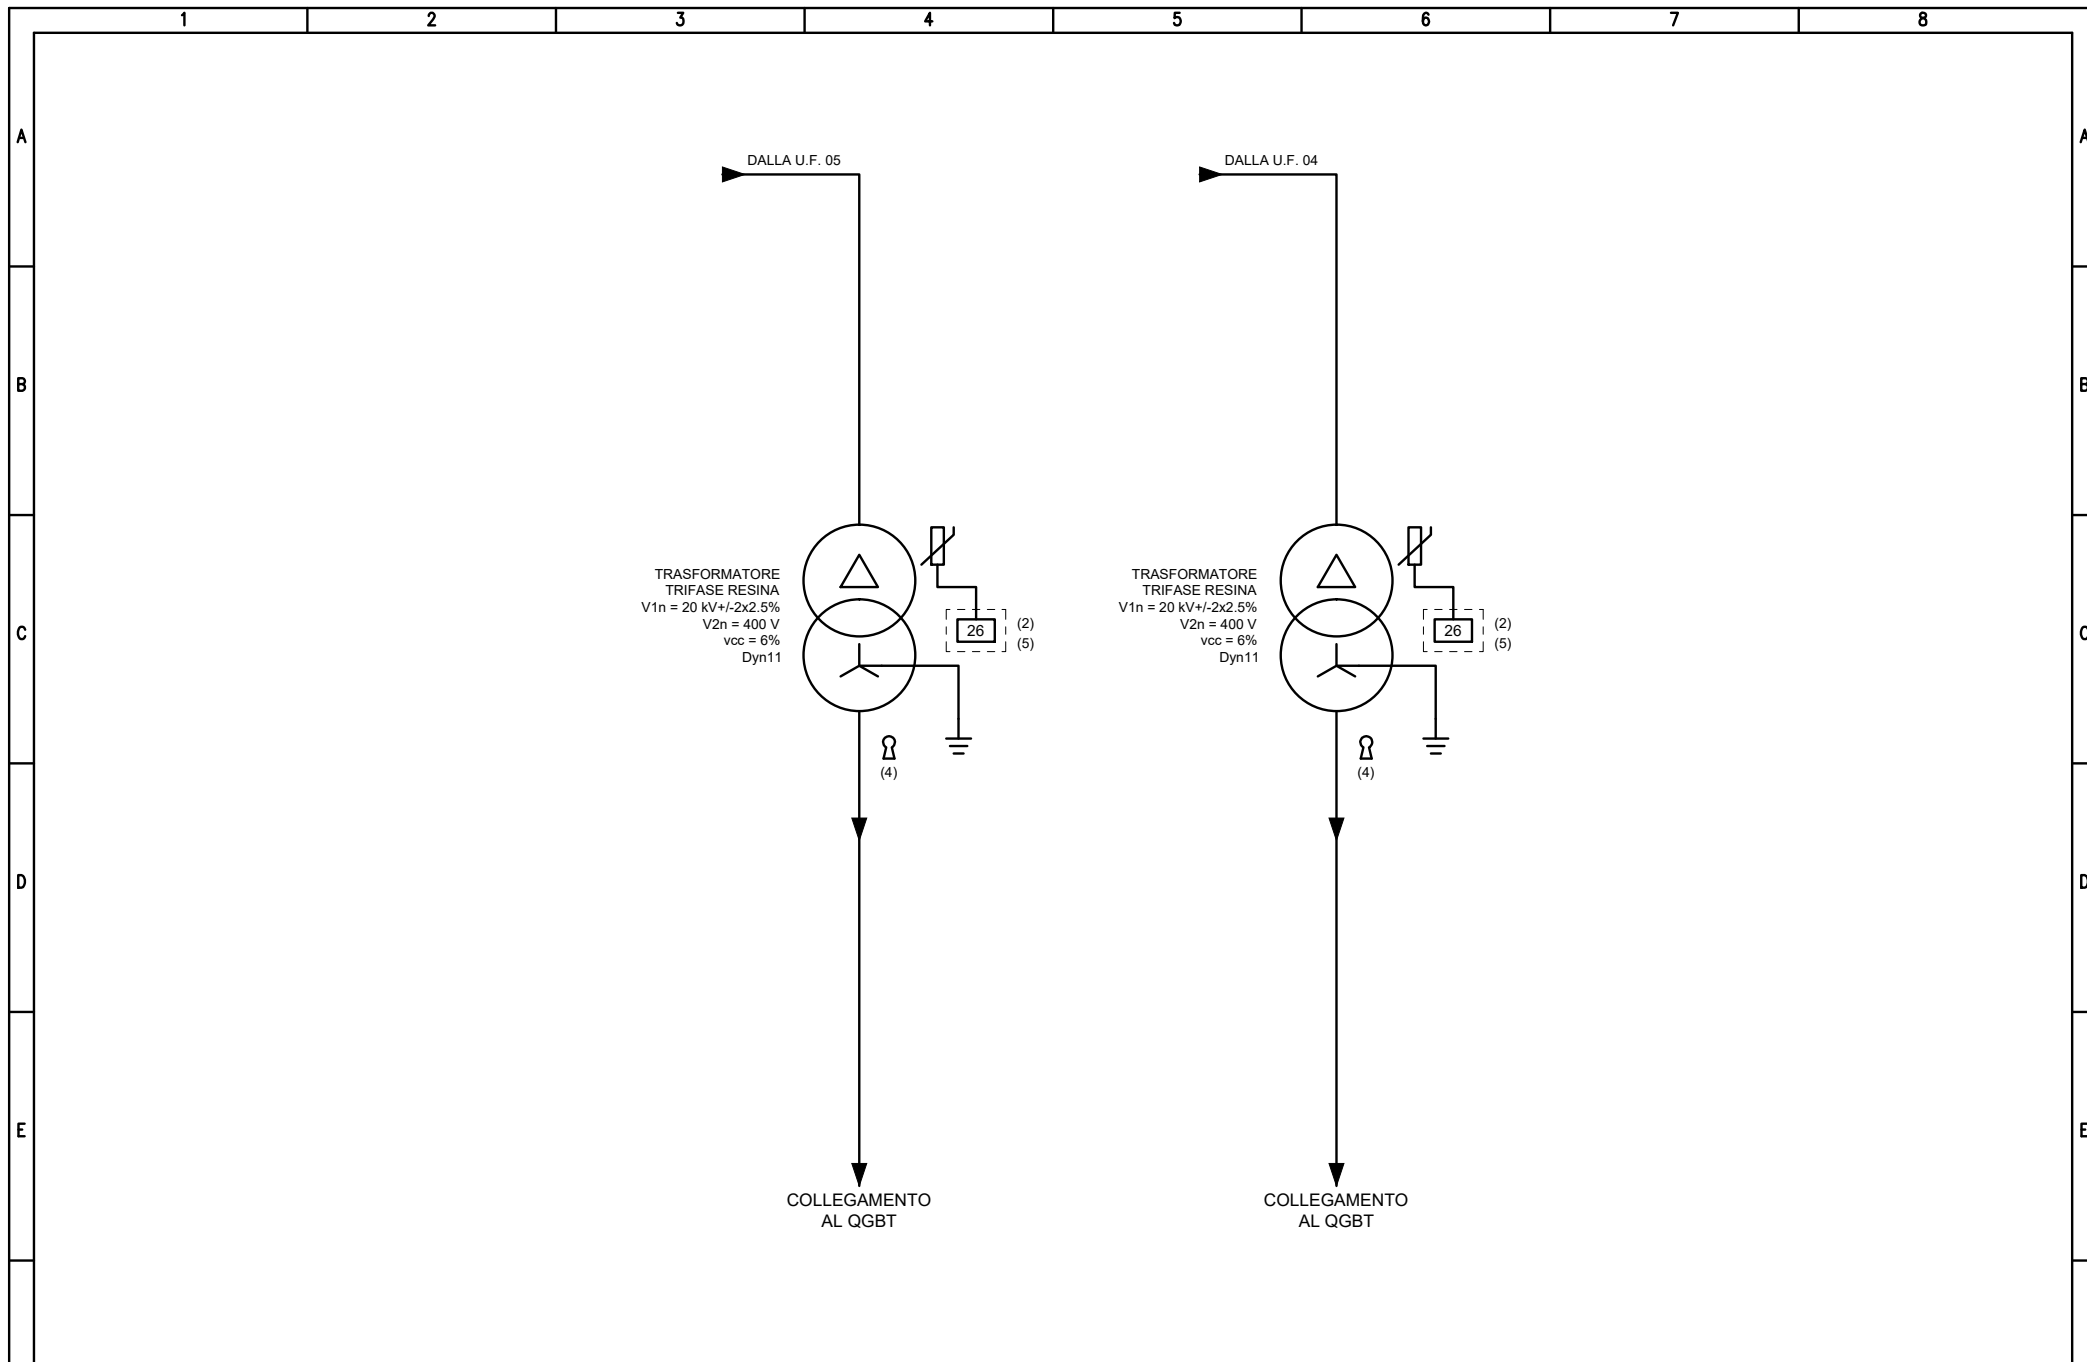 1 2 3 4 5 6 7 8
A A
DALLA U.F. 05
DALLA U.F. 04
B B
TRASFORMATORE
TRIFASE RESINA
V1n = 20 kV+/-2x2.5%
V2n = 400 V
vcc = 6%
Dyn11
26
(2)
(5)
(4)
TRASFORMATORE
TRIFASE RESINA
V1n = 20 kV+/-2x2.5%
V2n = 400 V
vcc = 6%
Dyn11
26
(2)
(5)
(4)
C C
D D
E E
COLLEGAMENTO
AL QGBT
COLLEGAMENTO
AL QGBT